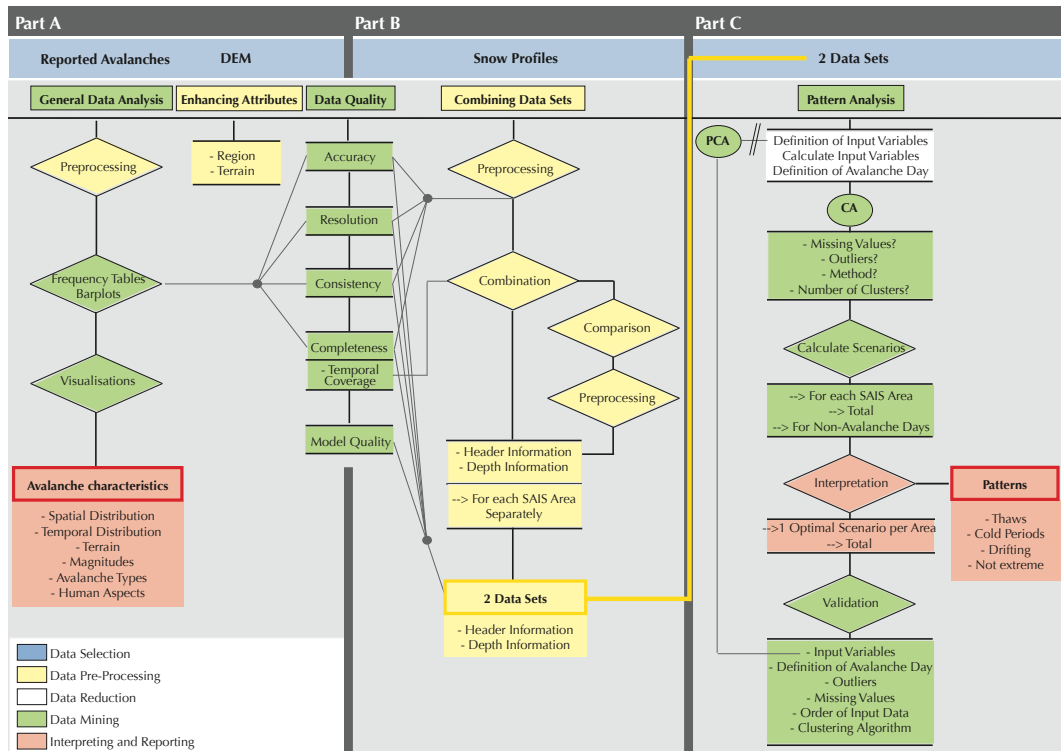 Part A
Part B
Part C
Reported Avalanches
DEM
Snow Profiles
2 Data Sets
General Data Analysis
Enhancing Attributes
Data Quality
Combining Data Sets
Pattern Analysis
Preprocessing
Frequency Tables
Barplots
Visualisations
Avalanche characteristics
- Spatial Distribution
- Temporal Distribution
- Terrain
- Magnitudes
- Avalanche Types
- Human Aspects
- Region
- Terrain
Accuracy
Resolution
Consistency
Completeness
- Temporal
Coverage
Model Quality
Preprocessing
Combination
Comparison
Preprocessing
- Header Information
- Depth Information
--> For each SAIS Area
Separately
2 Data Sets
- Header Information
- Depth Information
PCA
Definition of Input Variables
Calculate Input Variables
Definition of Avalanche Day
CA
- Missing Values?
- Outliers?
- Method?
- Number of Clusters?
Calculate Scenarios
--> For each SAIS Area
--> Total
--> For Non-Avalanche Days
Interpretation
Patterns
- Thaws
- Cold Periods
- Drifting
- Not extreme
-->1 Optimal Scenario per Area
--> Total
Validation
- Input Variables
- Definition of Avalanche Day
- Outliers
- Missing Values
- Order of Input Data
- Clustering Algorithm
Data Selection
Data Pre-Processing
Data Reduction
Data Mining
Interpreting and Reporting